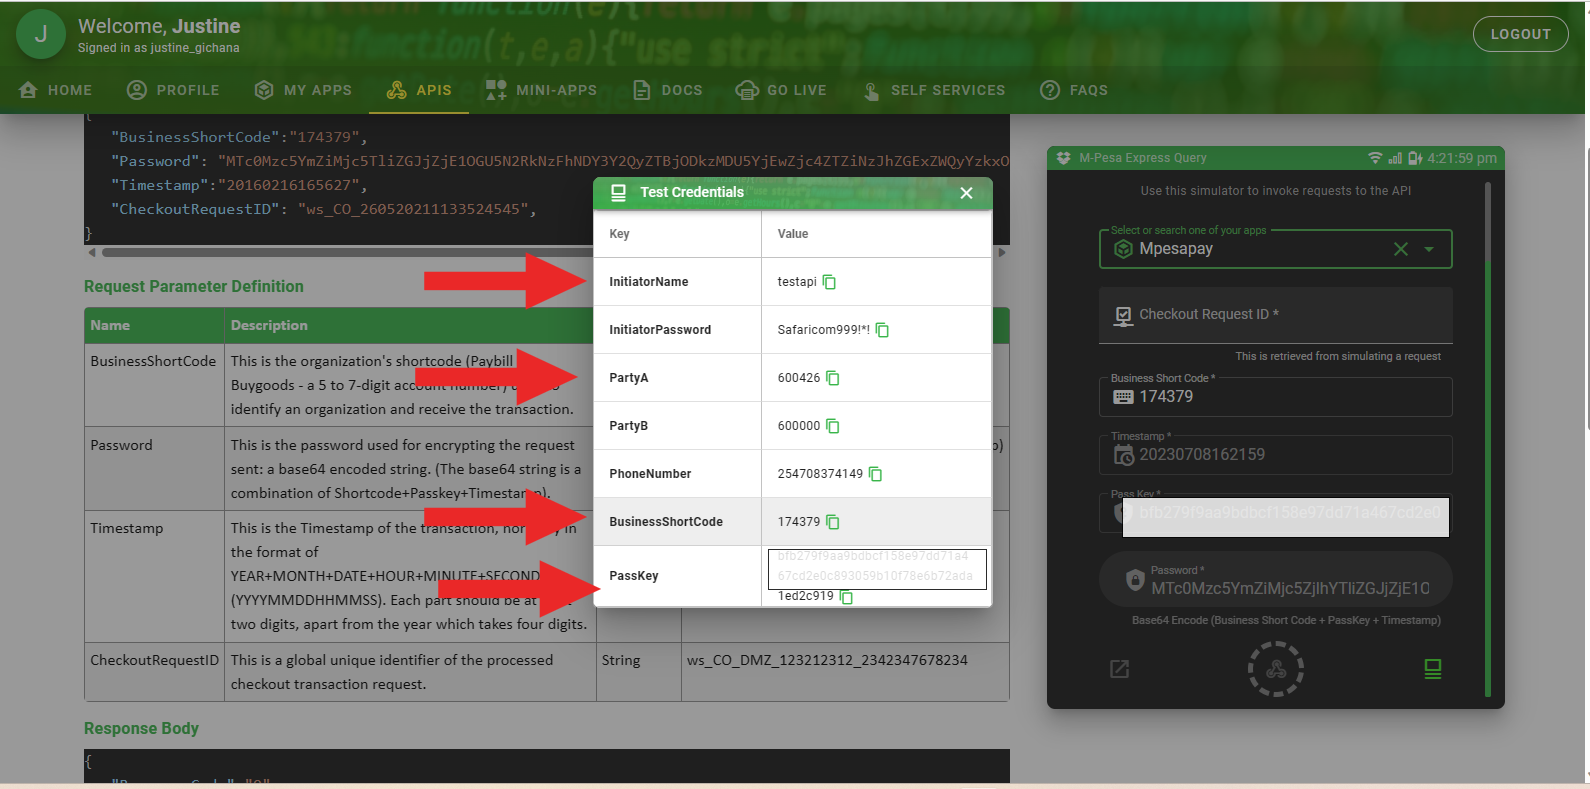 J
Welcome, Justine
Signed in as justine_gichana
LOGOUT
HOME
PROFILE
MY APPS
APIS
MINI-APPS
DOCS
GO LIVE
SELF SERVICES
FAQS
{
"BusinessShortCode":"174379",
"Password":
"Timestamp":"20160216165627",
"CheckoutRequestID": "ws_CO_260520211133524545",
}
Request Parameter Definition
Name
Description
BusinessShortCode
This is the organization's shortcode (Paybill
Buygoods - a 5 to 7-digit
identify an organization and receive the transaction.
Password
This is the password used for encrypting the request
sent: a base64 encoded string. (The base64 string is a
combination of Shortcode+Passkey+Timestamp).
Timestamp
This is the Timestamp of the transaction, in
the format of
YEAR+MONTH+DATE+HOUR+MINUTE+SECOND
(YYYYMMDDHHMMSS). Each part should be at
two digits, apart from the year which takes four digits.
CheckoutRequestID
This is a global unique identifier of the processed
checkout transaction request.
String
ws_CO_DMZ_123212312_2342347678234
Response Body
{
Test Credentials
Key
Value
InitiatorName
testapi
InitiatorPassword
Safaricom999!*!
PartyA
600426
PartyB
600000
PhoneNumber
254708374149
BusinessShortCode
174379
PassKey
bfb279f9aa9bdbcf158e97dd71a4
67cd2e0c893059b10f78e6b72ada
1ed2c919
M-Pesa Express Query
4:21:59 pm
Use this simulator to invoke requests to the API
Select or search one of your apps
Mpesapay
Checkout Request ID *
This is retrieved from simulating a request
Business Short Code *
174379
Timestamp *
20230708162159
Pass Key *
bfb279f9aa9bdbcf158e97dd71a467cd2e0
Password *
MTc0Mzc5YmZiMjc5ZjlhYTliZGJjZjE1O
Base64 Encode (Business Short Code + PassKey + Timestamp)